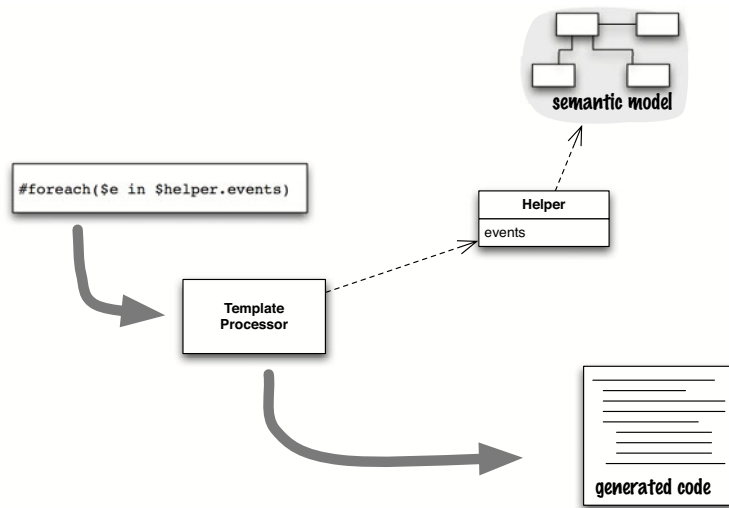 semantic model
#foreach($e in $helper.events)
Helper
events
Template
Processor
generated code